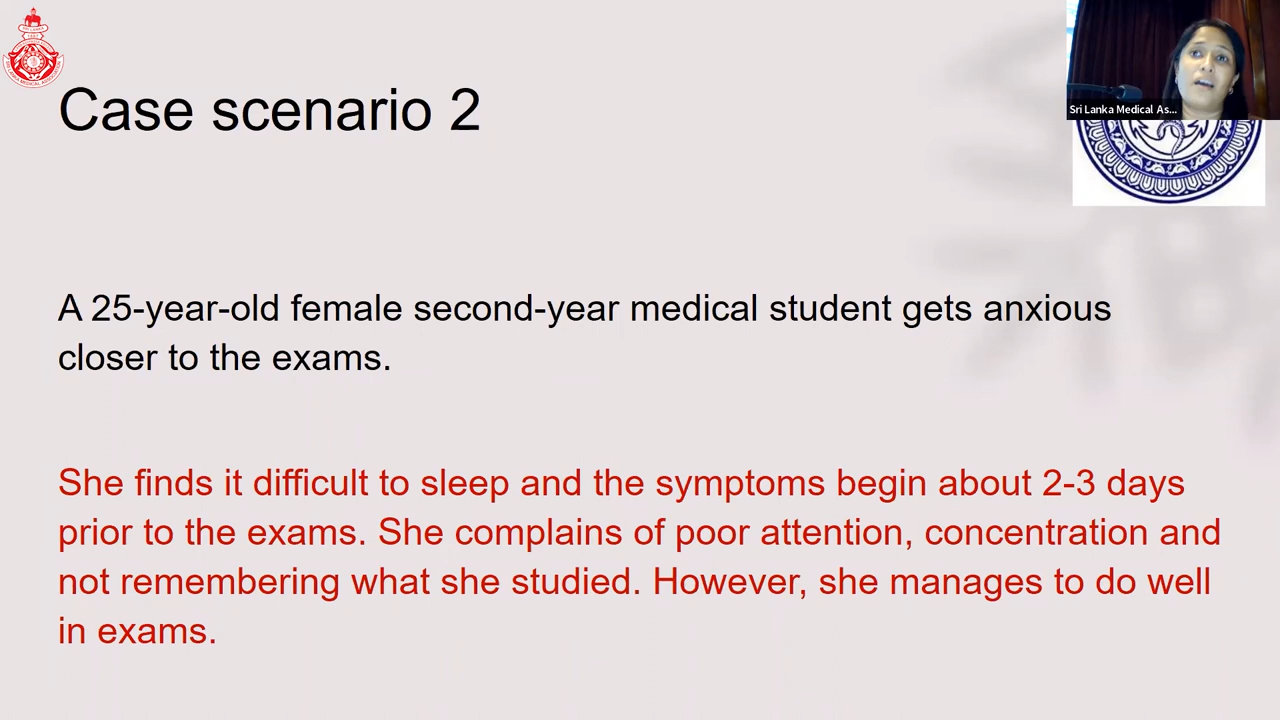 Case scenario 2
Sri Lanka Medical As...
A 25-year-old female second-year medical student gets anxious
closer to the exams.
She finds it difficult to sleep and the symptoms begin about 2-3 days
prior to the exams. She complains of poor attention, concentration and
not remembering what she studied. However, she manages to do well
in exams.